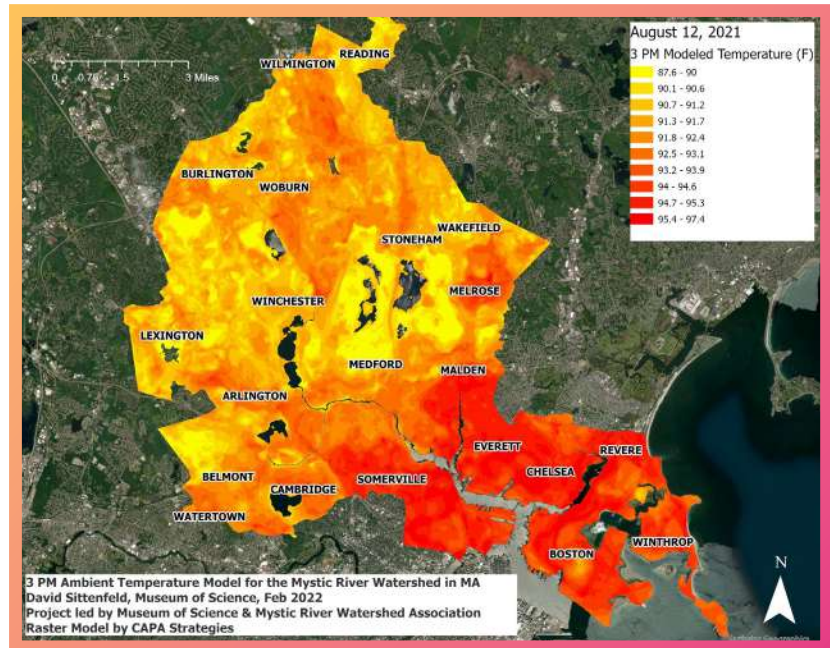 August 12, 2021
3 PM Modeled Temperature (F)
87.6 - 90
90.1 - 90.6
90.7 - 91.2
91.3 - 91.7
91.8 - 92.4
92.5 - 93.1
93.2 - 93.9
94 - 94.6
94.7 - 95.3
95.4 - 97.4
0 0.75 1.5 3 Miles
READING
WILMINGTON
BURLINGTON
WOBURN
WAKEFIELD
STONEHAM
MELROSE
WINCHESTER
LEXINGTON
MEDFORD
MALDEN
ARLINGTON
EVERETT
REVERE
CHELSEA
BELMONT
SOMERVILLE
CAMBRIDGE
WATERTOWN
WINTHROP
BOSTON
N
3 PM Ambient Temperature Model for the Mystic River Watershed in MA
David Sittenfeld, Museum of Science, Feb 2022
Project led by Museum of Science & Mystic River Watershed Association
Raster Model by CAPA Strategies
Geographics